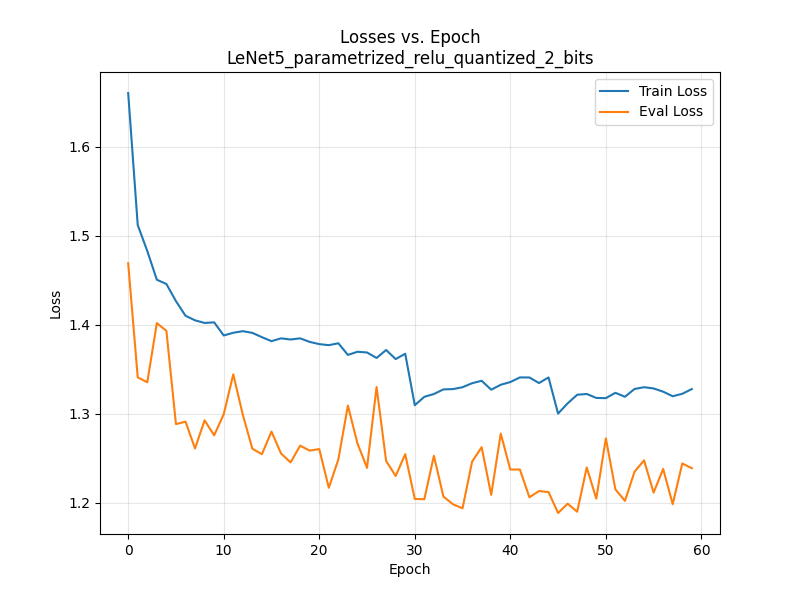 Losses vs. Epoch
LeNet5_parametrized_relu_quantized_2_bits
Train Loss
Eval Loss
1.6
1.5
1.4
1.3
1.2
Loss
0
10
20
30
40
50
60
Epoch